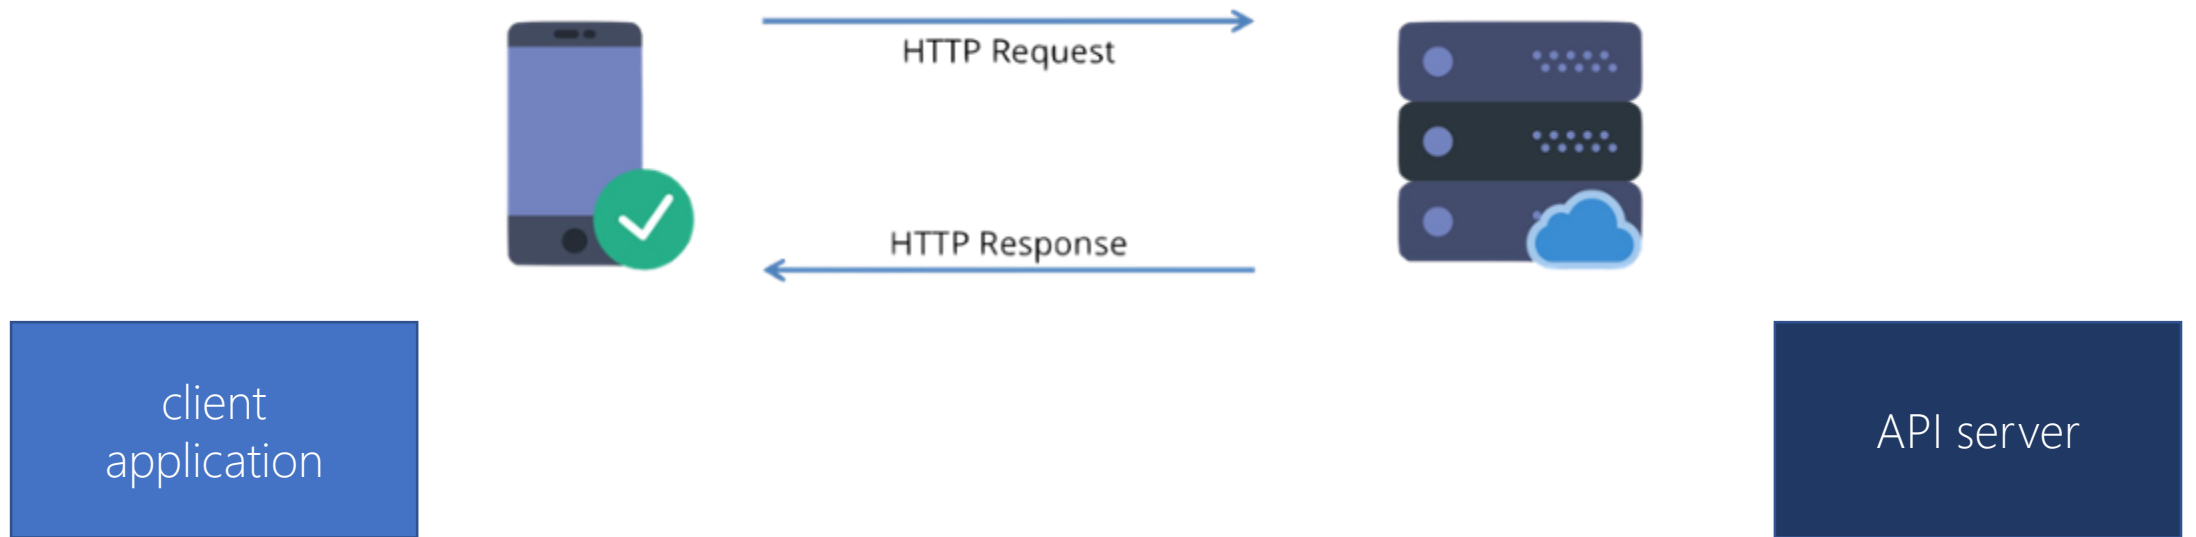 HTTP Request
HTTP Response
client
application
API server